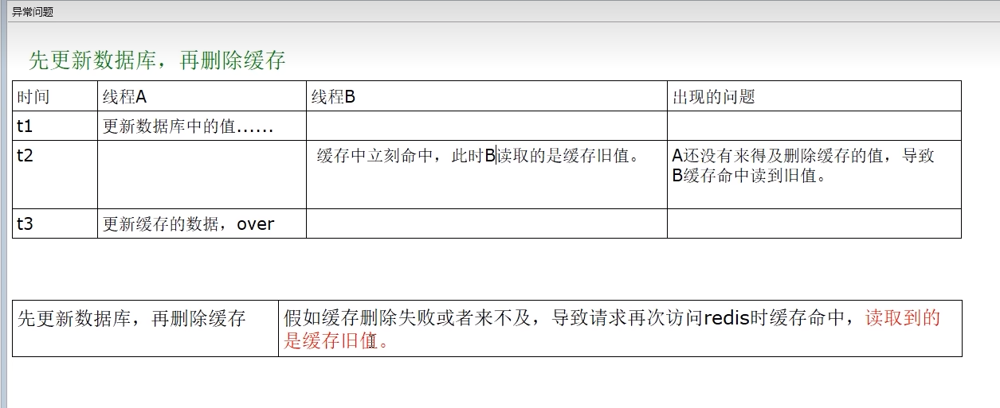 异常问题
先更新数据库，再删除缓存
时间 线程A 线程B 出现的问题
t1 更新数据库中的值......
t2 缓存中立刻命中，此时B读取的是缓存旧值。 A还没有来得及删除缓存的值，导致
B缓存命中读到旧值。
t3 更新缓存的数据，over
先更新数据库，再删除缓存 假如缓存删除失败或者来不及，导致请求再次访问redis时缓存命中，读取到的
是缓存旧值。